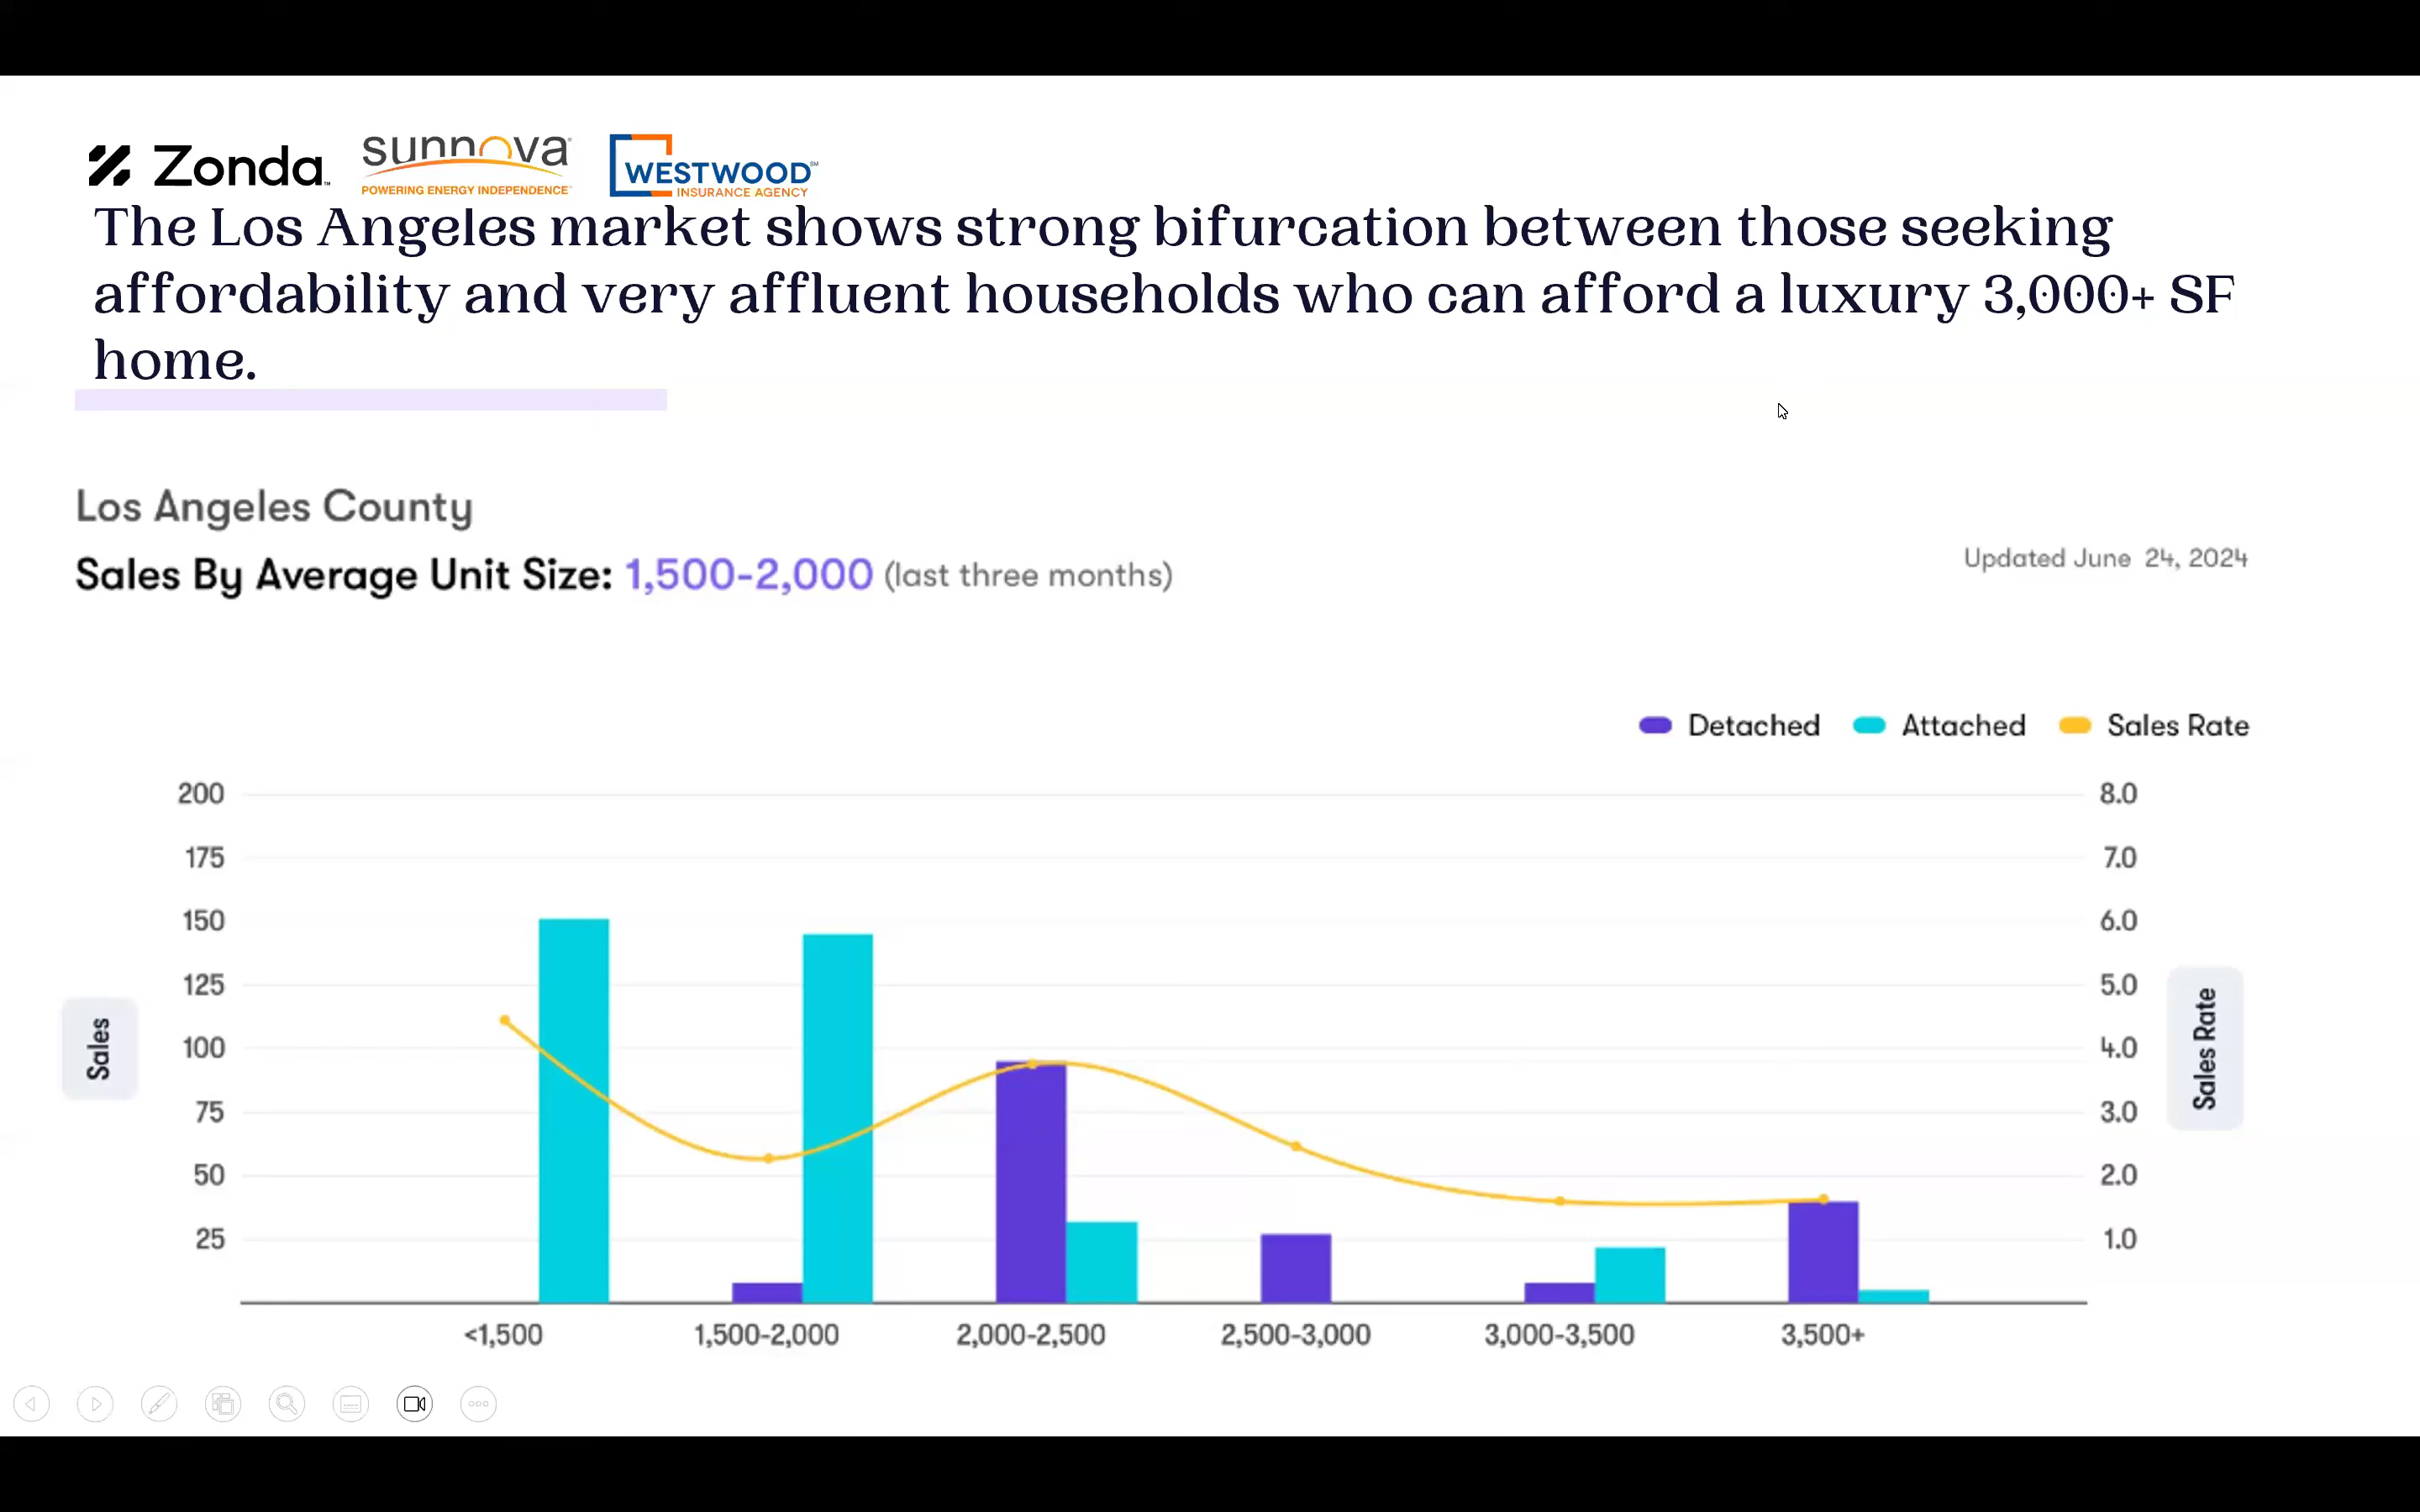 Zonda™
sunnova
POWERING ENERGY INDEPENDENCE™
WESTWOOD℠
INSURANCE AGENCY
The Los Angeles market shows strong bifurcation between those seeking
affordability and very affluent households who can afford a luxury 3,000+ SF
home.
Los Angeles County
Sales By Average Unit Size: 1,500-2,000 (last three months)
Updated June 24, 2024
Detached Attached Sales Rate
200
175
150
125
100
75
50
25
Sales
8.0
7.0
6.0
5.0
4.0
3.0
2.0
1.0
Sales Rate
<1,500 1,500-2,000 2,000-2,500 2,500-3,000 3,000-3,500 3,500+